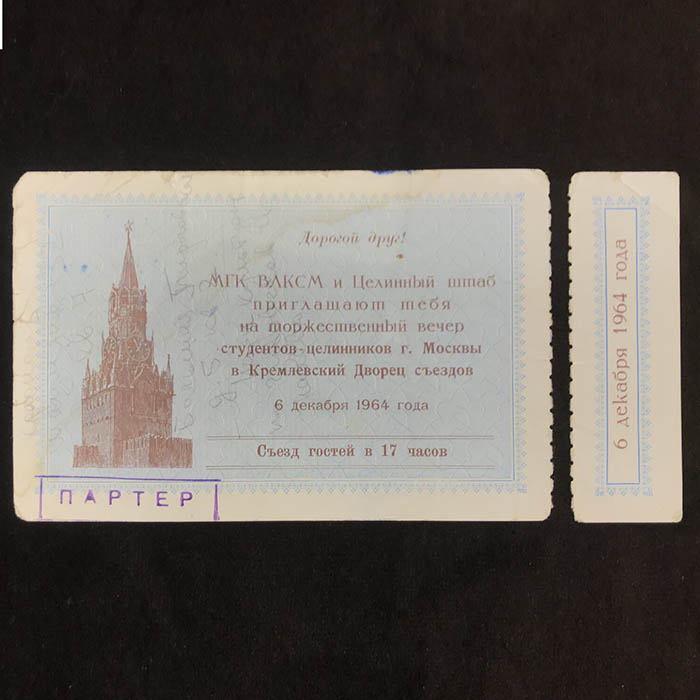 Дорогой друг!
МГК ВЛКСМ и Целинный штаб
приглашают тебя
на торжественный вечер
студентов-целинников г. Москвы
в Кремлевский Дворец съездов
6 декабря 1964 года
Съезд гостей в 17 часов
ПАРТЕР
6 декабря 1964 года